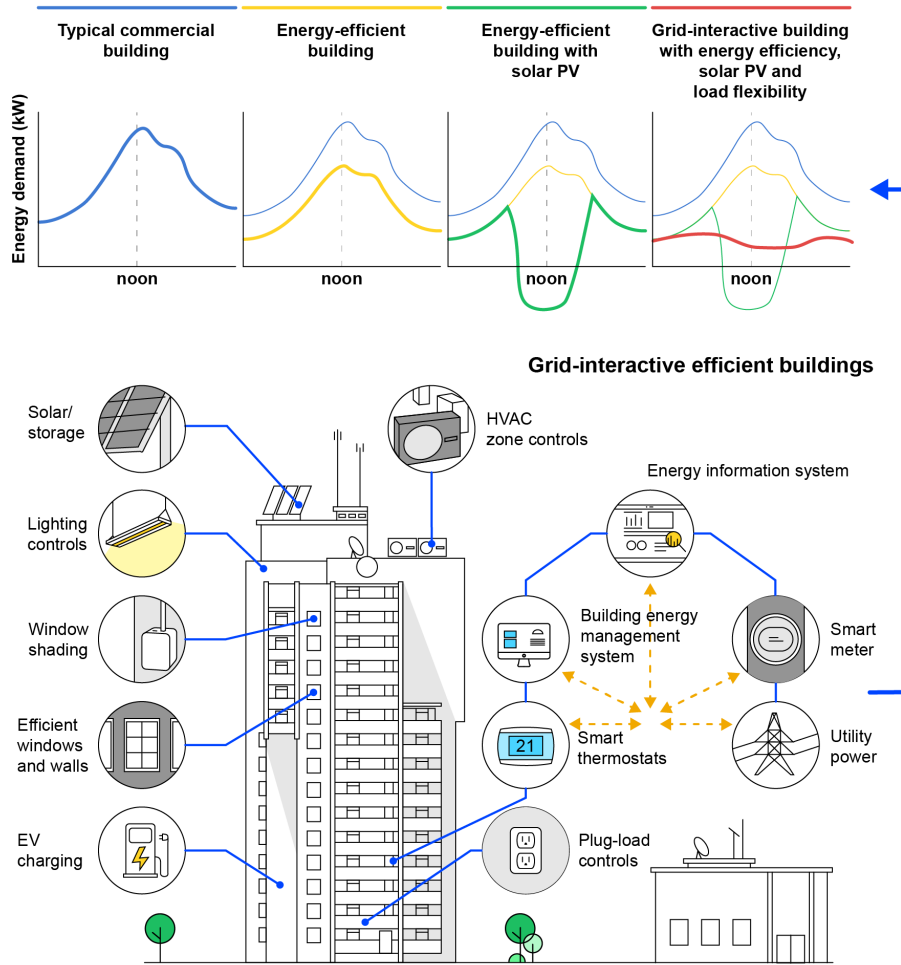 Typical commercial
building
Energy-efficient
building
Energy-efficient
building with
solar PV
Grid-interactive building
with energy efficiency,
solar PV and
load flexibility
Energy demand (kW)
noon
noon
noon
noon
Grid-interactive efficient buildings
Solar/
storage
HVAC
zone controls
Energy information system
Lighting
controls
Window
shading
Building energy
management
system
Smart
meter
Efficient
windows
and walls
21
Smart
thermostats
Utility
power
EV
charging
Plug-load
controls